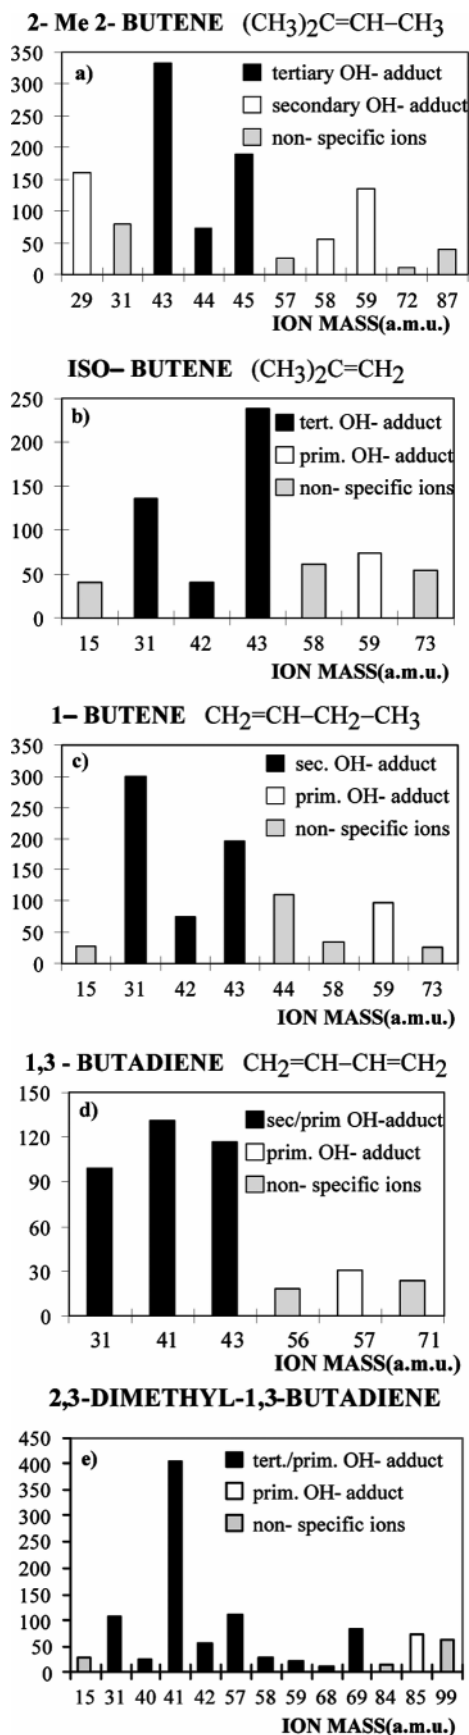 2- Me 2- BUTENE (CH3)2C=CH–CH3
a)
tertiary OH- adduct
secondary OH- adduct
non- specific ions
350
300
250
200
150
100
50
0
29 31 43 44 45 57 58 59 72 87
ION MASS(a.m.u.)
ISO– BUTENE (CH3)2C=CH2
b)
tert. OH- adduct
prim. OH- adduct
non- specific ions
250
200
150
100
50
0
15 31 42 43 58 59 73
ION MASS(a.m.u.)
1– BUTENE CH2=CH–CH2–CH3
c)
sec. OH- adduct
prim. OH- adduct
non- specific ions
350
300
250
200
150
100
50
0
15 31 42 43 44 58 59 73
ION MASS(a.m.u.)
1,3 - BUTADIENE CH2=CH–CH=CH2
d)
sec/prim OH-adduct
prim. OH- adduct
non- specific ions
150
120
90
60
30
0
31 41 43 56 57 71
ION MASS(a.m.u.)
2,3-DIMETHYL-1,3-BUTADIENE
e)
tert./prim. OH- adduct
prim. OH- adduct
non- specific ions
450
400
350
300
250
200
150
100
50
0
15 31 40 41 42 57 58 59 68 69 84 85 99
ION MASS(a.m.u.)